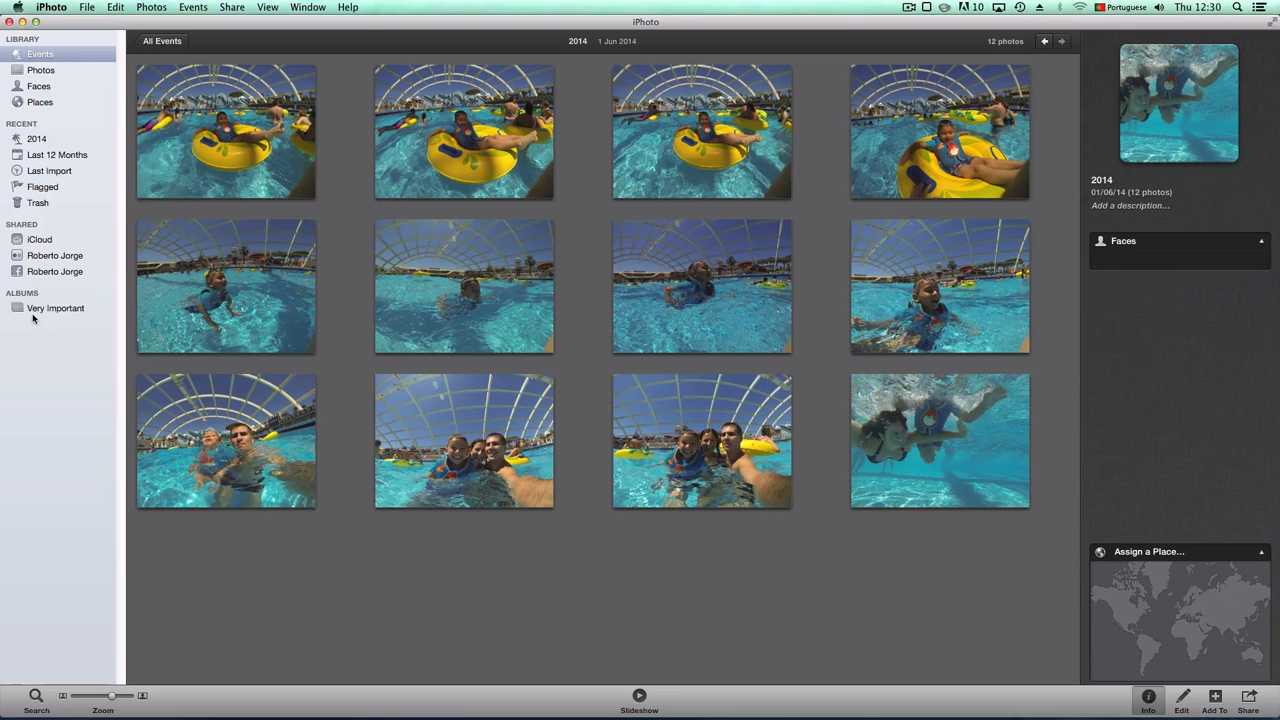 iPhoto File Edit Photos Events Share View Window Help 10 Portuguese Thu 12:30
iPhoto
LIBRARY
Events
Photos
Faces
Places
RECENT
2014
Last 12 Months
Last Import
Flagged
Trash
SHARED
iCloud
Roberto Jorge
Roberto Jorge
ALBUMS
Very Important
All Events 2014 1 Jun 2014 12 photos
2014
01/06/14 (12 photos)
Add a description...
Faces
Assign a Place...
Search Zoom Slideshow Info Edit Add To Share